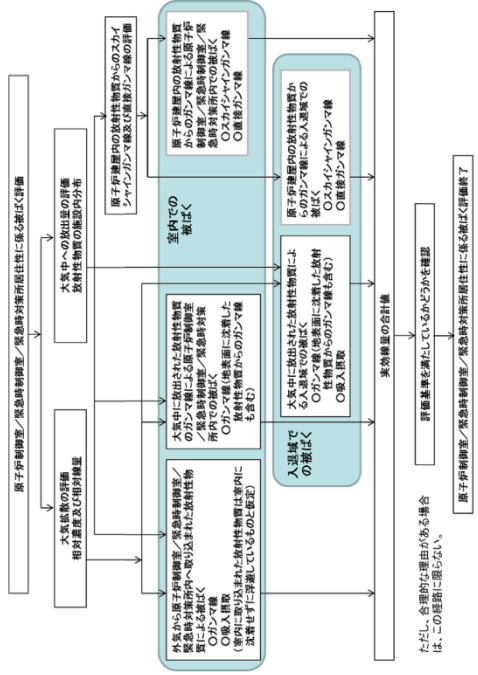 原子炉制御室／緊急時制御室／緊急時対策所居住性に係る被ばく評価
大気拡散の評価
相対濃度及び相対線量
大気中への放出量の評価
放射性物質の施設内分布
原子炉建屋内の放射性物質からのスカイ
シャインガンマ線及び直接ガンマ線の評価
室内での
被ばく
外気から原子炉制御室／緊急時制御室／
緊急時対策所内へ取り込まれた放射性物
質による被ばく
○ガンマ線
○吸入摂取
(室内に取り込まれた放射性物質は室内に
沈着せずに浮遊しているものと仮定)
大気中に放出された放射性物質
のガンマ線による原子炉制御室
／緊急時制御室／緊急時対策
所内での被ばく
○ガンマ線(地表面に沈着した
放射性物質からのガンマ線
も含む)
原子炉建屋内の放射性物質
からのガンマ線による原子炉
制御室／緊急時制御室／緊
急時対策所内での被ばく
○スカイシャインガンマ線
○直接ガンマ線
入退域で
の被ばく
大気中に放出された放射性物質によ
る入退域での被ばく
○ガンマ線(地表面に沈着した放射
性物質からのガンマ線も含む)
○吸入摂取
原子炉建屋内の放射性物質か
らのガンマ線による入退域での
被ばく
○スカイシャインガンマ線
○直接ガンマ線
実効線量の合計値
評価基準を満たしているかどうかを確認
原子炉制御室／緊急時制御室／緊急時対策所居住性に係る被ばく評価終了
ただし、合理的な理由がある場合
は、この経路に限らない。